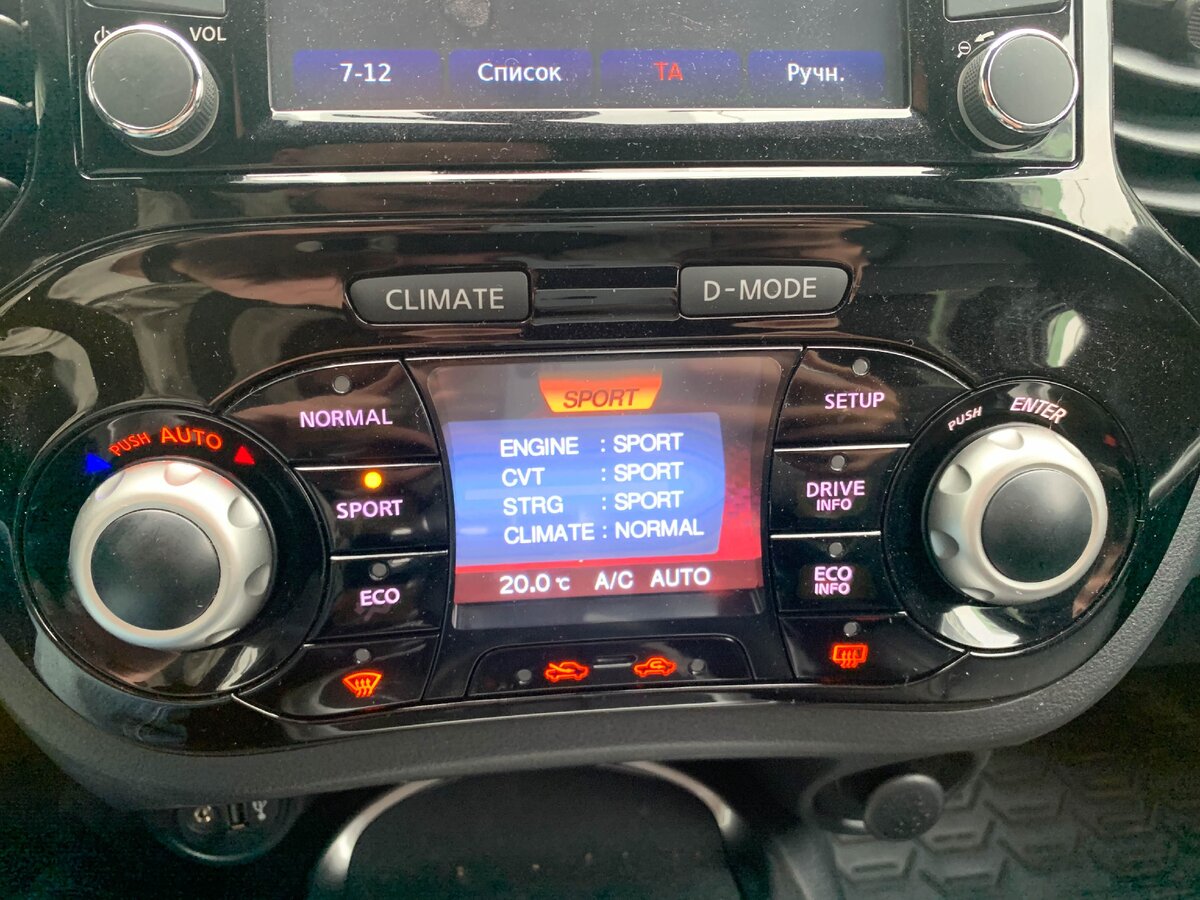 VOL
7-12 Список TA Ручн.
CLIMATE D-MODE
NORMAL
SPORT
SETUP
PUSH AUTO
PUSH ENTER
ENGINE : SPORT
CVT : SPORT
STRG : SPORT
CLIMATE : NORMAL
SPORT
DRIVE
INFO
ECO
ECO
INFO
20.0 °C A/C AUTO